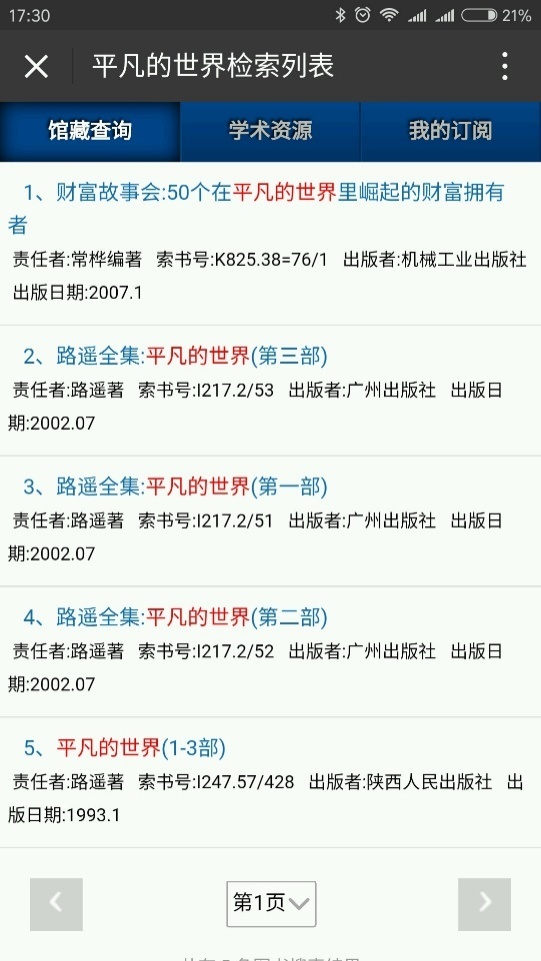 17:30
21%
平凡的世界检索列表
馆藏查询
学术资源
我的订阅
1、财富故事会:50个在平凡的世界里崛起的财富拥有
者
责任者:常桦编著 索书号:K825.38=76/1 出版者:机械工业出版社
出版日期:2007.1
2、路遥全集:平凡的世界(第三部)
责任者:路遥著 索书号:I217.2/53 出版者:广州出版社 出版日
期:2002.07
3、路遥全集:平凡的世界(第一部)
责任者:路遥著 索书号:I217.2/51 出版者:广州出版社 出版日
期:2002.07
4、路遥全集:平凡的世界(第二部)
责任者:路遥著 索书号:I217.2/52 出版者:广州出版社 出版日
期:2002.07
5、平凡的世界(1-3部)
责任者:路遥著 索书号:I247.57/428 出版者:陕西人民出版社 出
版日期:1993.1
第1页